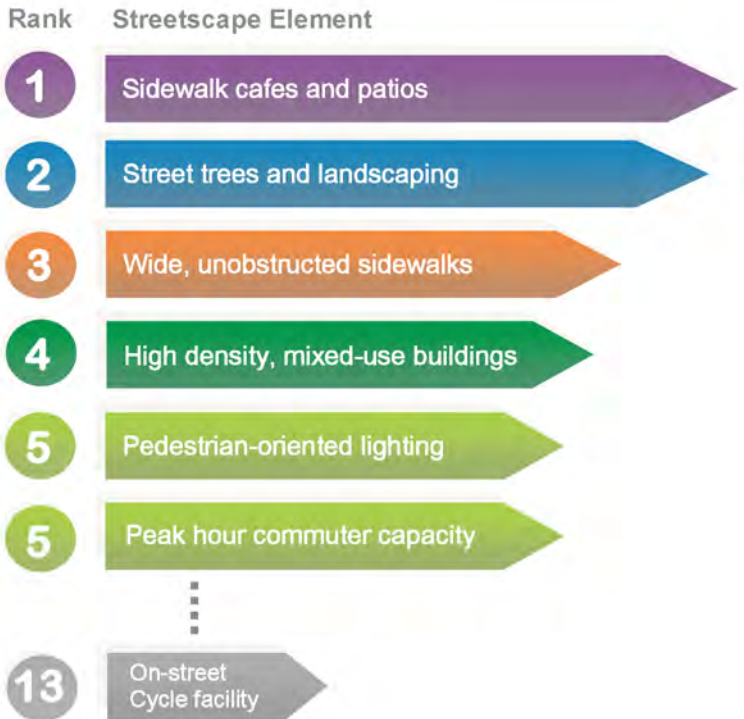 Rank Streetscape Element
1 Sidewalk cafes and patios
2 Street trees and landscaping
3 Wide, unobstructed sidewalks
4 High density, mixed-use buildings
5 Pedestrian-oriented lighting
5 Peak hour commuter capacity
13 On-street
Cycle facility